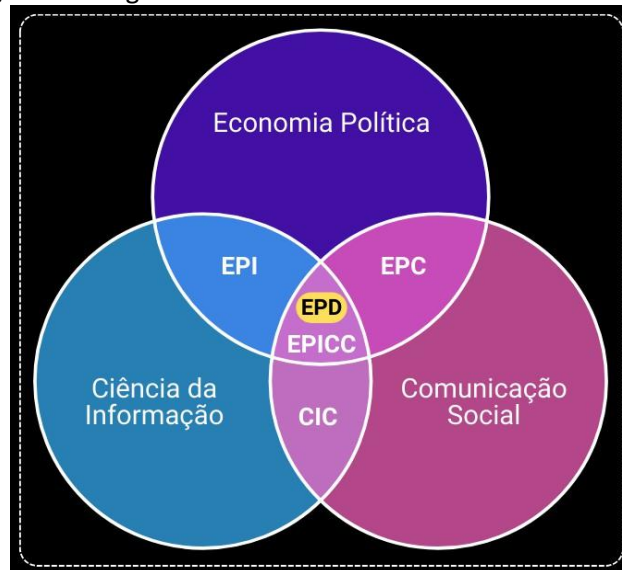 Economia Política
EPI
EPC
EPD
EPICC
Ciência da
Informação
Comunicação
Social
CIC